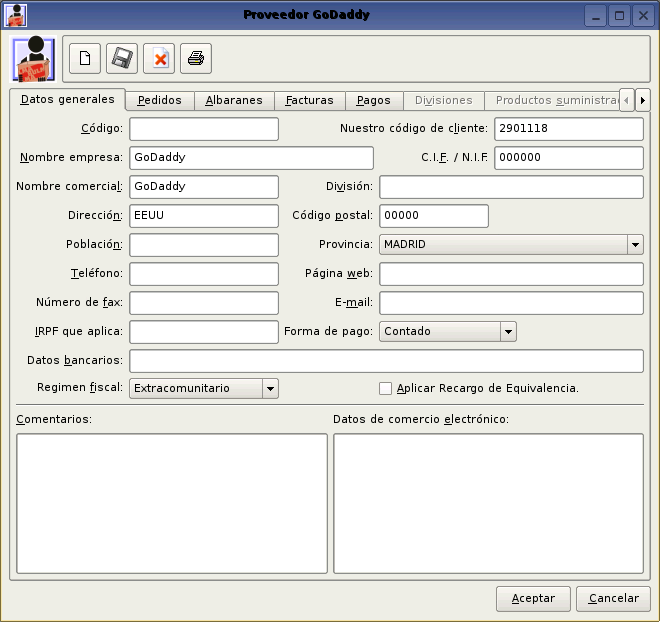 Proveedor GoDaddy
Datos generales Pedidos Albaranes Facturas Pagos Divisiones Productos suministra
Código: Nuestro código de cliente: 2901118
Nombre empresa: GoDaddy C.I.F. / N.I.F. 000000
Nombre comercial: GoDaddy División:
Dirección: EEUU Código postal: 00000
Población: Provincia: MADRID
Teléfono: Página web:
Número de fax: E-mail:
IRPF que aplica: Forma de pago: Contado
Datos bancarios:
Regimen fiscal: Extracomunitario Aplicar Recargo de Equivalencia.
Comentarios: Datos de comercio electrónico:
Aceptar Cancelar